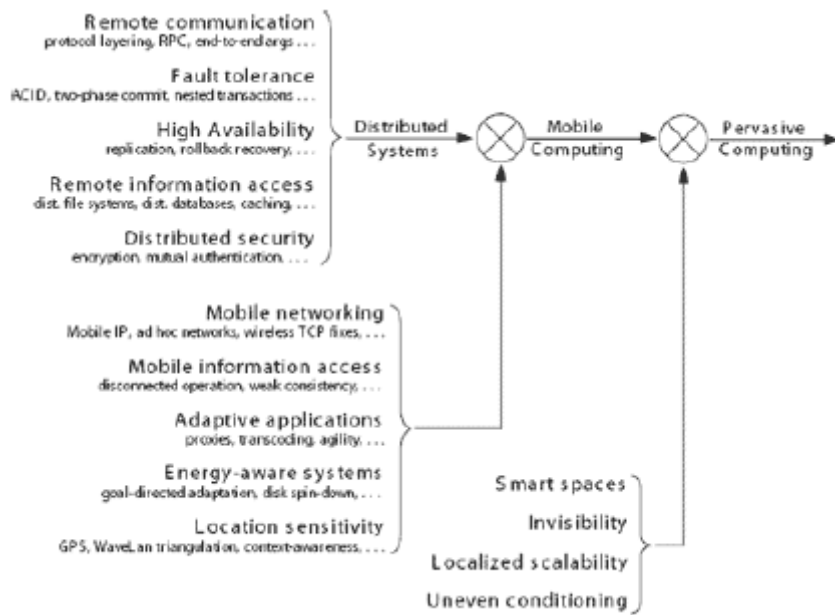 Remote communication
protocol layering, RPC, end-to-end args . . .
Fault tolerance
ACID, two-phase commit, nested transactions . . .
High Availability
replication, rollback recovery, . . .
Remote information access
dist. file systems, dist. databases, caching, . . .
Distributed security
encryption, mutual authentication, . . .
Distributed
Systems
Mobile
Computing
Pervasive
Computing
Mobile networking
Mobile IP, ad hoc networks, wireless TCP fixes, . . .
Mobile information access
disconnected operation, weak consistency, . . .
Adaptive applications
proxies, transcoding, agility, . . .
Energy-aware systems
goal-directed adaptation, disk spin-down, . . .
Location sensitivity
GPS, WaveLan triangulation, context-awareness, . . .
Smart spaces
Invisibility
Localized scalability
Uneven conditioning